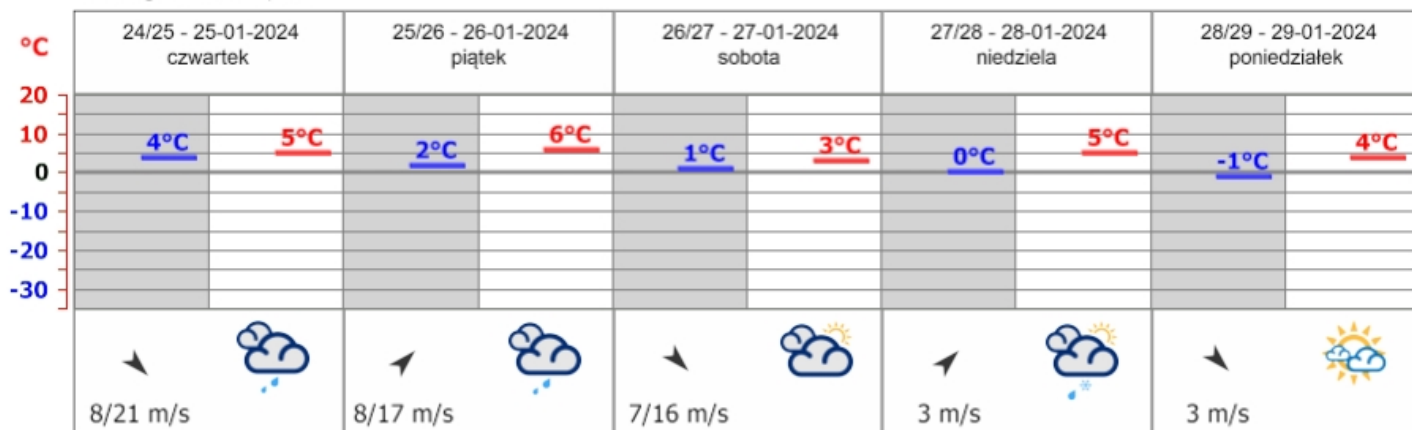 °C
24/25 - 25-01-2024
czwartek
25/26 - 26-01-2024
piątek
26/27 - 27-01-2024
sobota
27/28 - 28-01-2024
niedziela
28/29 - 29-01-2024
poniedziałek
20
10
0
-10
-20
-30
4°C
5°C
2°C
6°C
1°C
3°C
0°C
5°C
-1°C
4°C
8/21 m/s
8/17 m/s
7/16 m/s
3 m/s
3 m/s